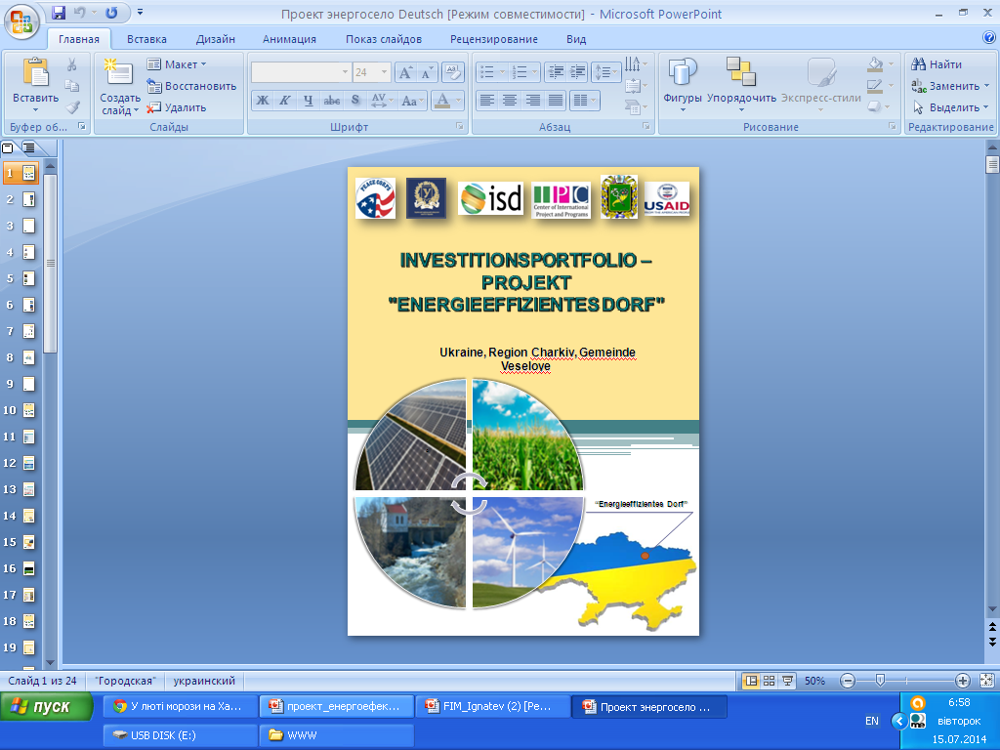 Проект энергосело Deutsch [Режим совместимости] - Microsoft PowerPoint
Главная Вставка Дизайн Анимация Показ слайдов Рецензирование Вид
Вставить
Буфер об...
Создать слайд
Макет
Восстановить
Удалить
Слайды
24
Ж К Ч abc S AV Aa A
Шрифт
Абзац
Фигуры Упорядочить Экспресс-стили
Рисование
Найти
Заменить
Выделить
Редактирование
1
2
3
4
5
6
7
8
9
10
11
12
13
14
15
16
17
18
19
PEACE CORPS
isd
IIPC
Center of International
Project and Programs
USAID
INVESTITIONSPORTFOLIO –
PROJEKT
"ENERGIEEFFIZIENTES DORF"
Ukraine, Region Charkiv, Gemeinde
Veseloye
"Energieeffizientes Dorf"
Слайд 1 из 24 "Городская" украинский 50%
пуск
У люті морози на Ха...
проект_енергоефек...
FIM_Ignatev (2) [Ре...
Проект энергосело ...
USB DISK (E:)
WWW
EN
6:58
вівторок
15.07.2014